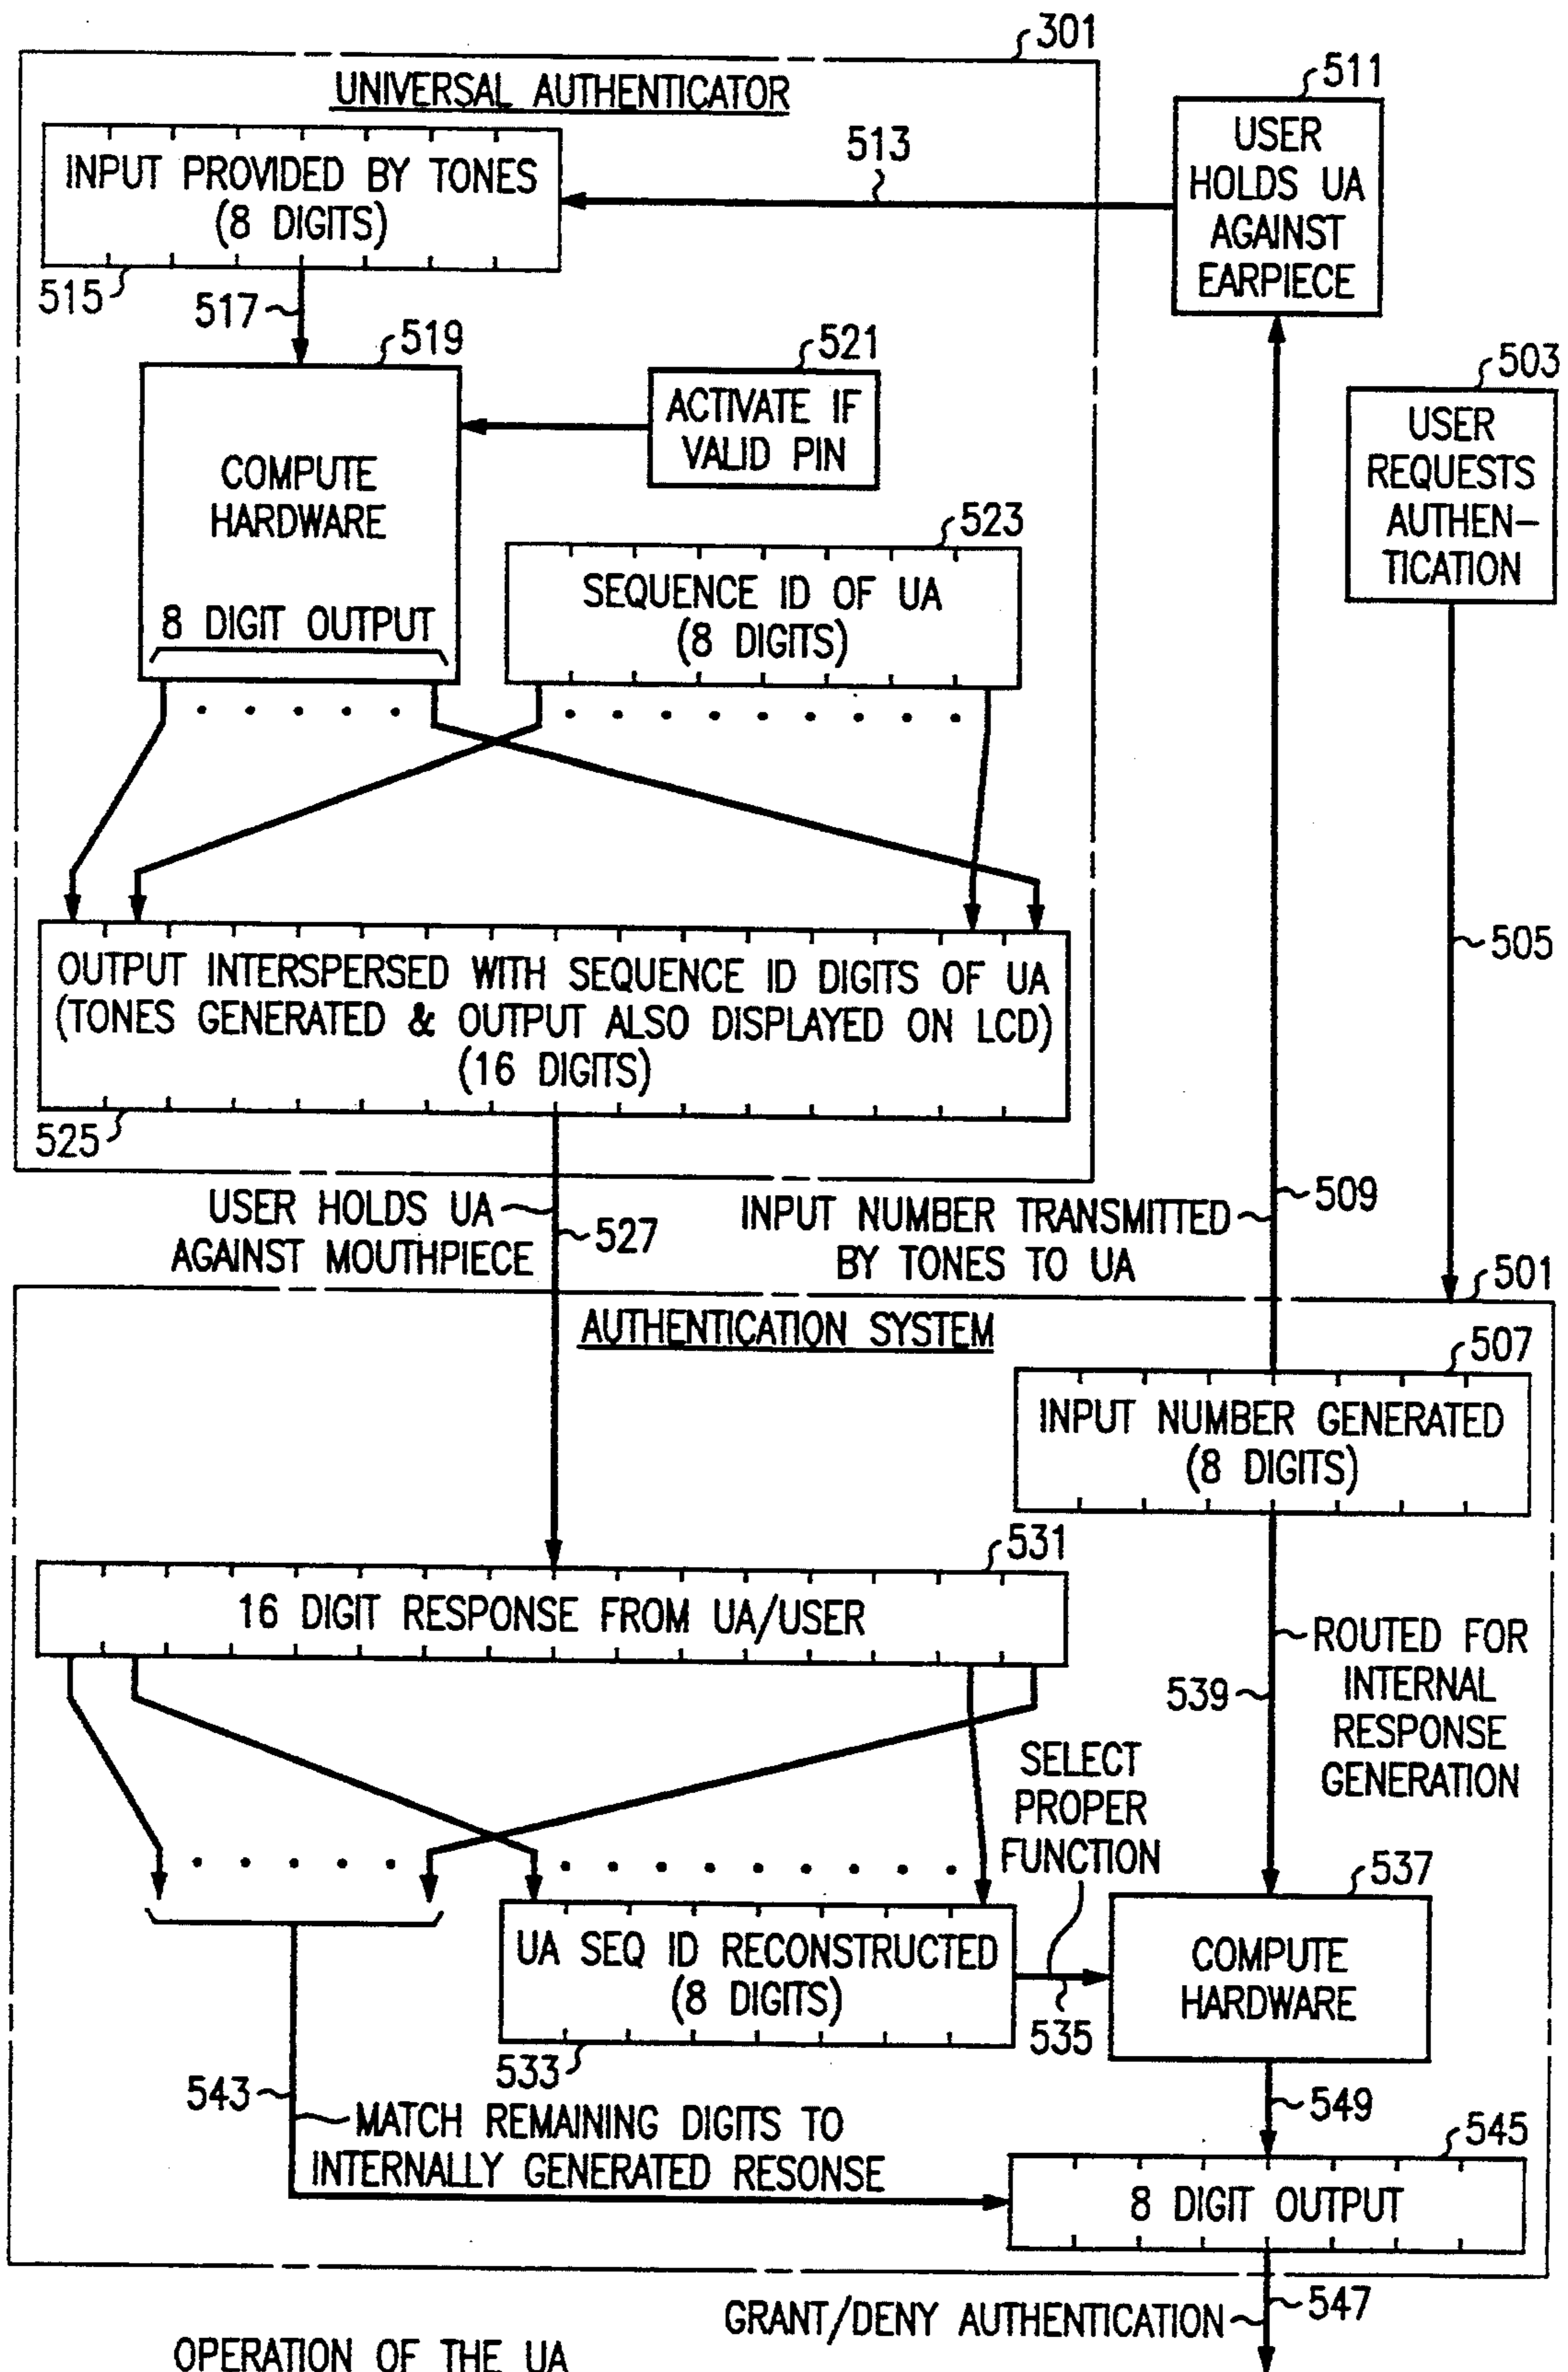 301
UNIVERSAL AUTHENTICATOR
INPUT PROVIDED BY TONES
(8 DIGITS)
515
513
511
USER
HOLDS UA
AGAINST
EARPIECE
517
519
COMPUTE
HARDWARE
8 DIGIT OUTPUT
521
ACTIVATE IF
VALID PIN
503
USER
REQUESTS
AUTHEN-
TICATION
523
SEQUENCE ID OF UA
(8 DIGITS)
505
OUTPUT INTERSPERSED WITH SEQUENCE ID DIGITS OF UA
(TONES GENERATED & OUTPUT ALSO DISPLAYED ON LCD)
(16 DIGITS)
525
USER HOLDS UA
AGAINST MOUTHPIECE
527
INPUT NUMBER TRANSMITTED
BY TONES TO UA
509
501
AUTHENTICATION SYSTEM
507
INPUT NUMBER GENERATED
(8 DIGITS)
531
16 DIGIT RESPONSE FROM UA/USER
539
ROUTED FOR
INTERNAL
RESPONSE
GENERATION
SELECT
PROPER
FUNCTION
537
COMPUTE
HARDWARE
UA SEQ ID RECONSTRUCTED
(8 DIGITS)
533
535
543
MATCH REMAINING DIGITS TO
INTERNALLY GENERATED RESONSE
549
545
8 DIGIT OUTPUT
GRANT/DENY AUTHENTICATION
547
OPERATION OF THE UA